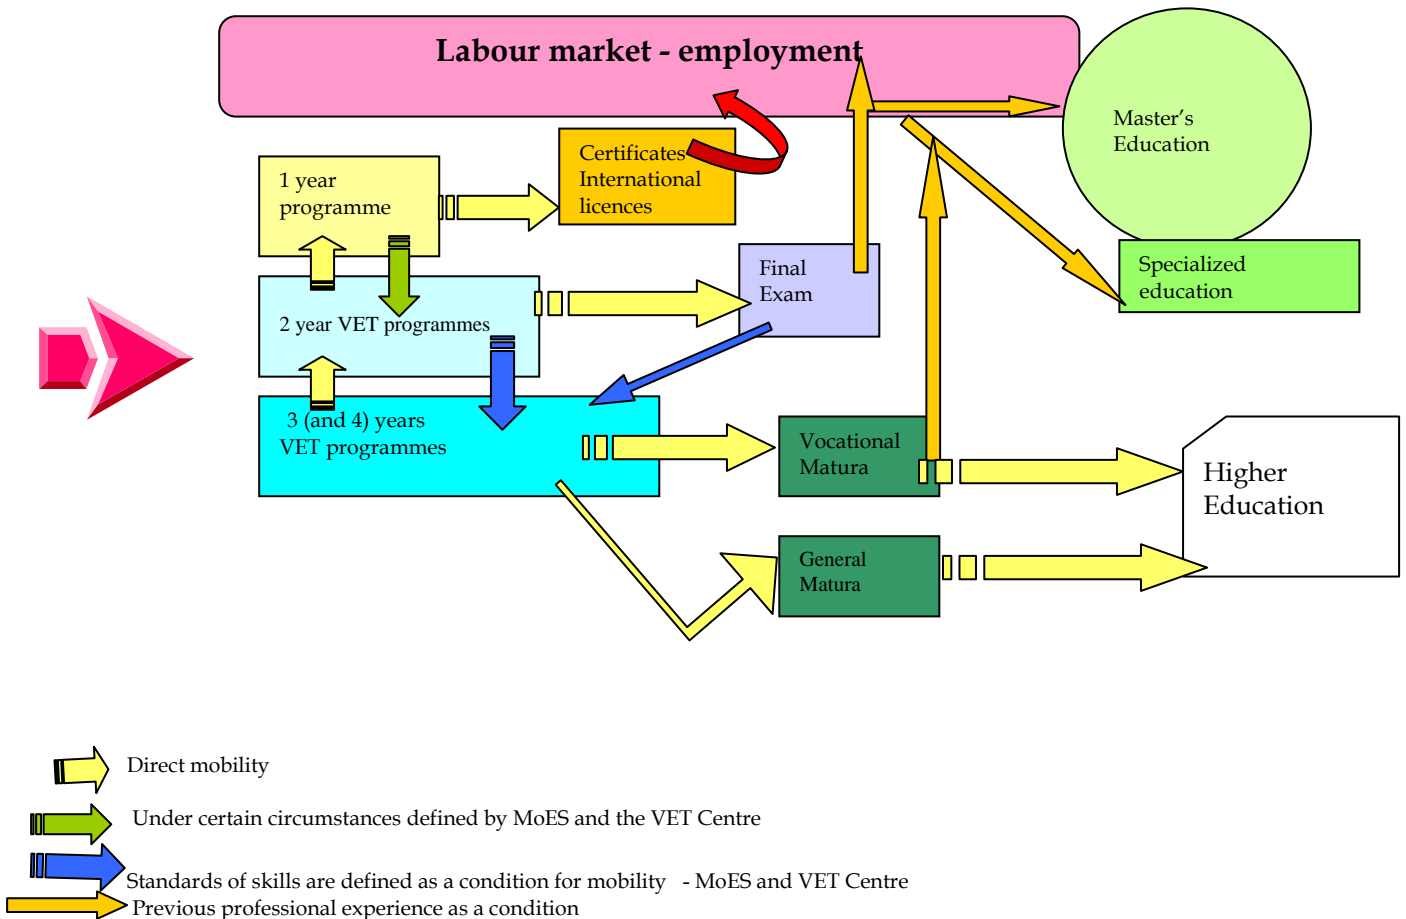 Labour market - employment
Master's
Education
Certificates
International
licences
1 year
programme
Final
Exam
Specialized
education
2 year VET programmes
3 (and 4) years
VET programmes
Vocational
Matura
Higher
Education
General
Matura
Direct mobility
Under certain circumstances defined by MoES and the VET Centre
Standards of skills are defined as a condition for mobility - MoES and VET Centre
Previous professional experience as a condition